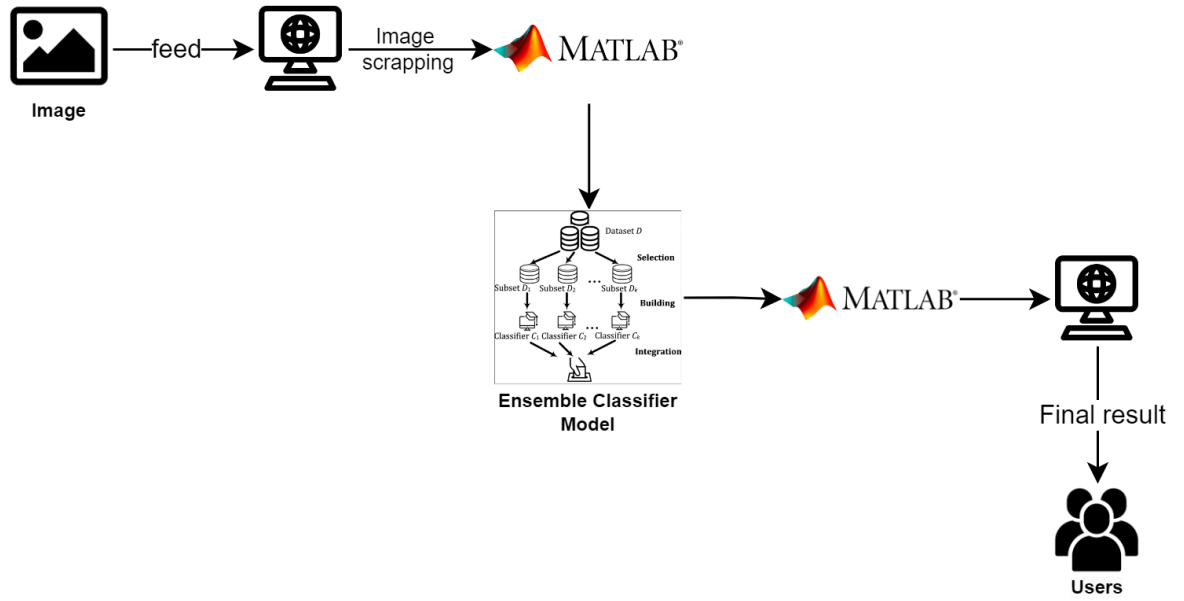 feed
Image
scrapping
MATLAB®
Image
Dataset D
Selection
Subset D₁ Subset D₂ ... Subset Dₖ
Building
...
Classifier C₁ Classifier C₂ Classifier Cₖ
Integration
Ensemble Classifier
Model
MATLAB®
Final result
Users